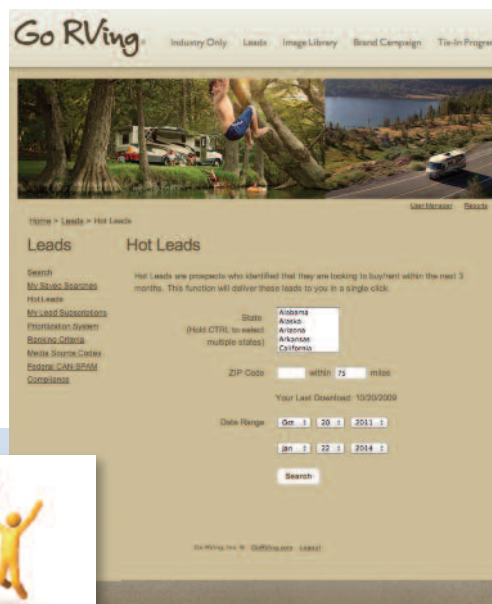 Go RVing
Industry Only Leads Image Library Brand Campaign Tie-In Program
User Manager Reports
Home > Leads > Hot Leads
Leads
Hot Leads
Search
My Saved Searches
Hot Leads
My Lead Subscriptions
Prioritization System
Ranking Criteria
Media Source Codes
Federal CAN-SPAM
Compliance
Hot Leads are prospects who identified that they are looking to buy/rent within the next 3
months. This function will deliver these leads to you in a single click.
State
(Hold CTRL to select
multiple states)
Alabama
Alaska
Arizona
Arkansas
California
ZIP Code within 75 miles
Your Last Download: 10/20/2009
Date Range Oct 20 2011
Jan 22 2014
Search
Go RVing, Inc. © GoRVing.com Logout